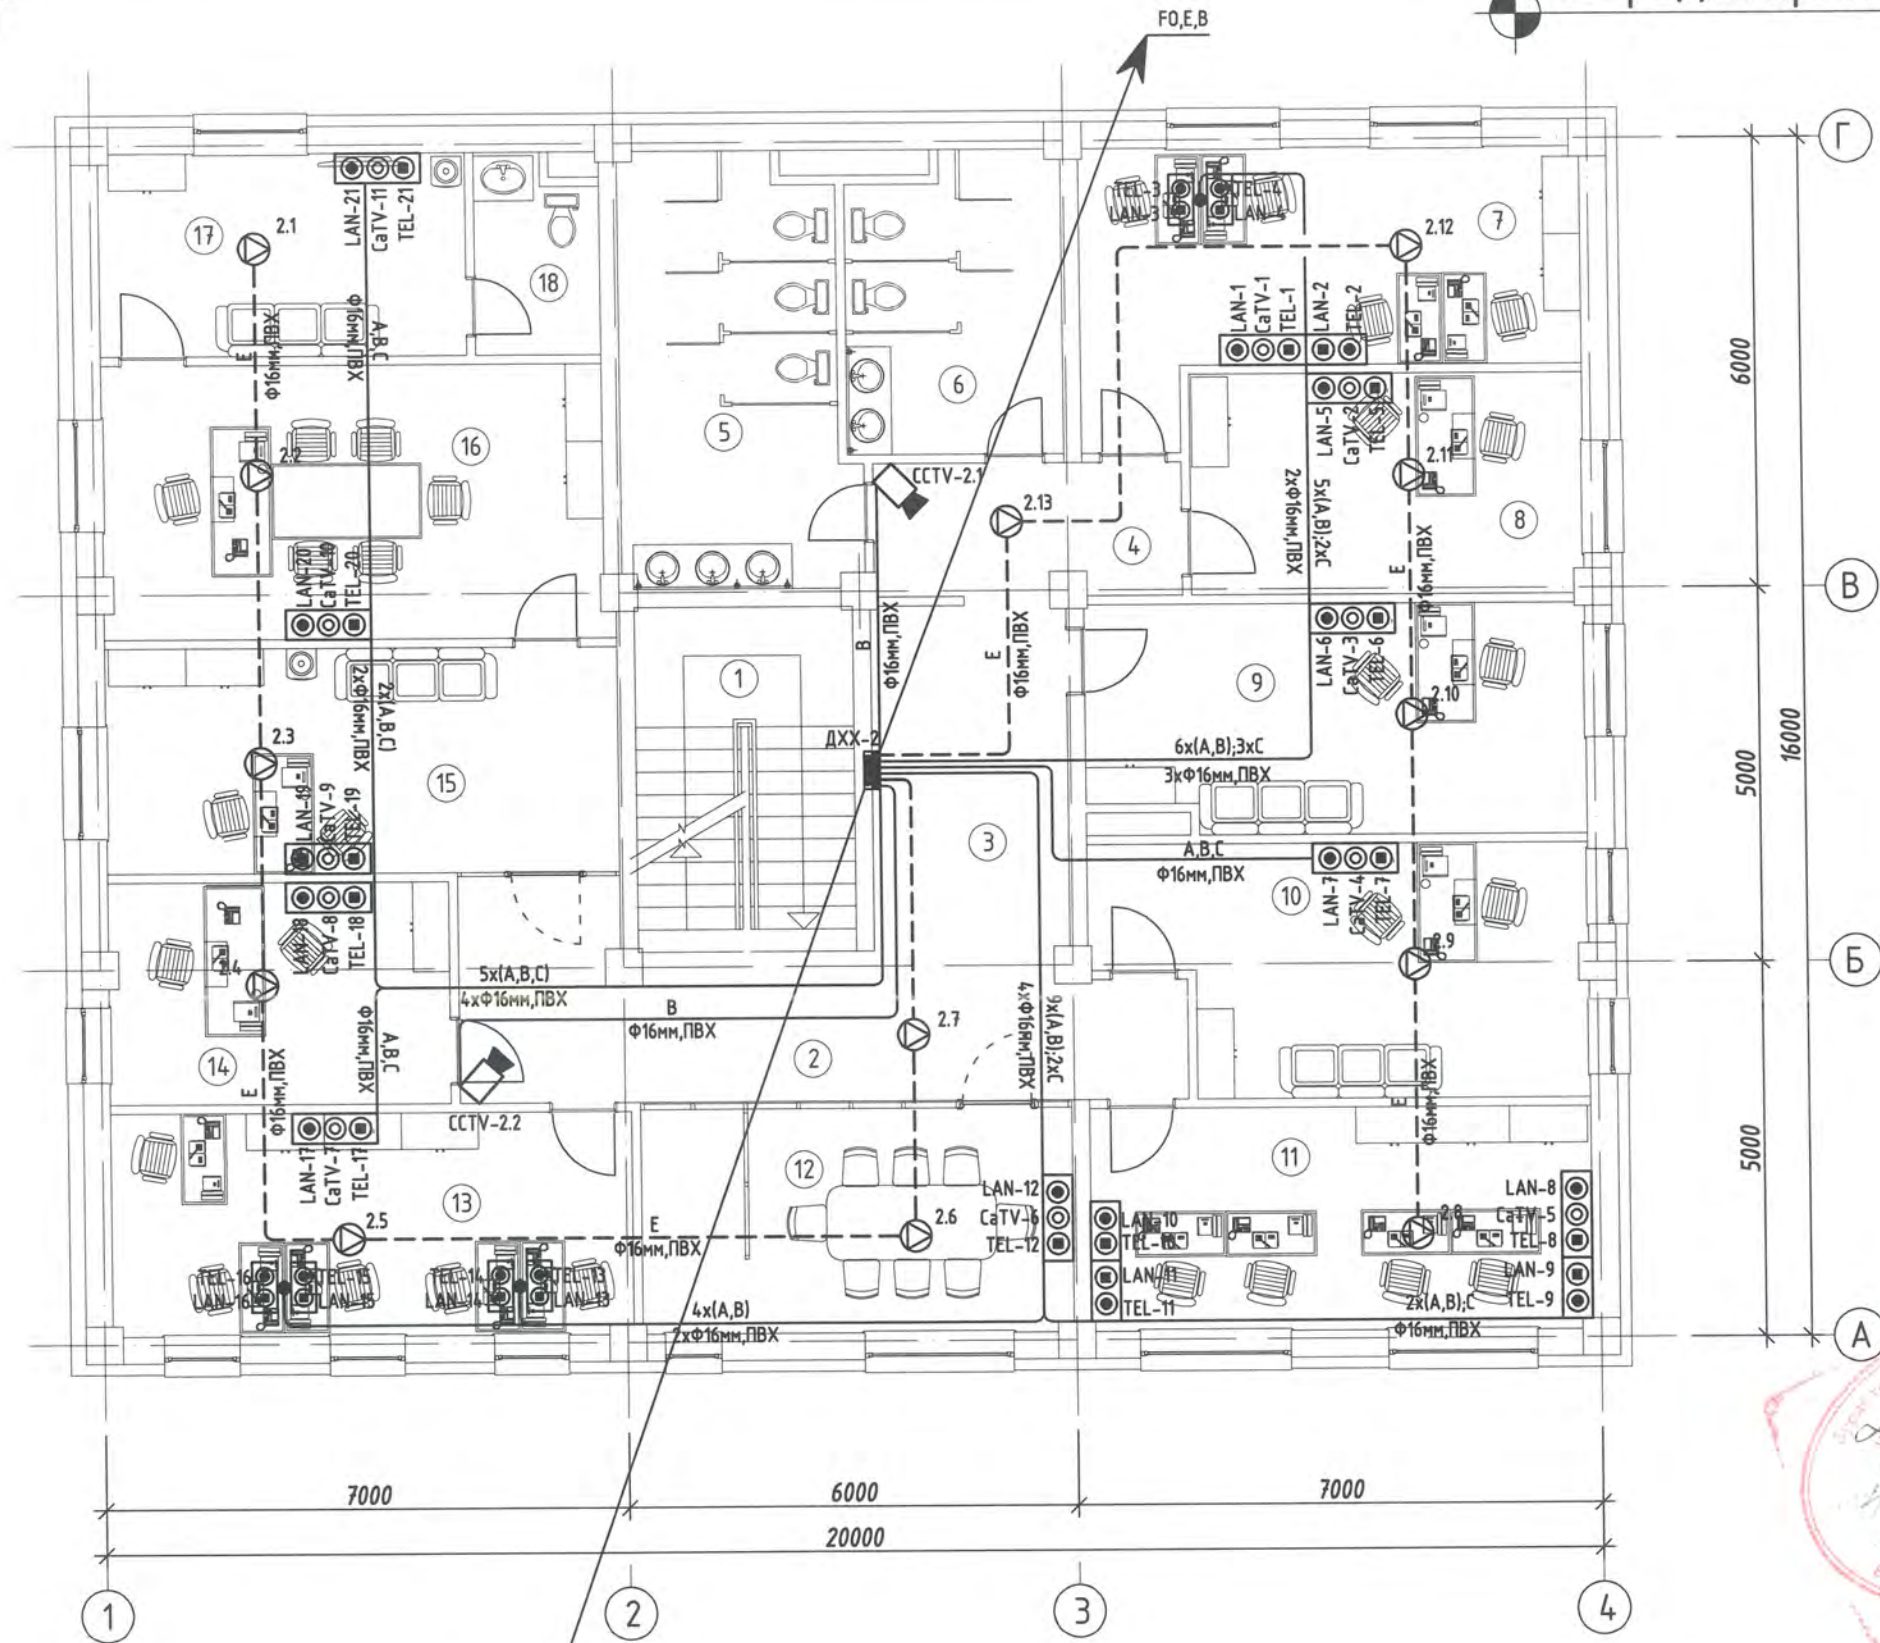 FO,E,B
Г
LAN-21
CaTV-11
TEL-21
17
2.1
18
E
Ф16мм,ПВХ
Ф16мм,ПВХ
A,B,C
TEL-3
LAN-3
TEL-4
LAN-4
7
2.12
LAN-1
CaTV-1
TEL-1
LAN-2
TEL-2
6000
16
2.2
5
6
LAN-5
CaTV-2
TEL-5
2.11
8
CCTV-2.1
2.13
4
2xФ16мм,ПВХ
5x(A,B);2xC
E
Ф16мм,ПВХ
LAN-20
CaTV-10
TEL-20
В
B
Ф16мм,ПВХ
E
Ф16мм,ПВХ
LAN-6
CaTV-3
TEL-6
2.10
9
1
2xФ16мм,ПВХ
2x(A,B,C)
2.3
15
ДХХ-2
6x(A,B);3xC
3xФ16мм,ПВХ
5000
16000
LAN-19
CaTV-9
TEL-19
3
A,B,C
Ф16мм,ПВХ
10
LAN-7
CaTV-4
TEL-7
2.9
LAN-18
CaTV-8
TEL-18
2.4
5x(A,B,C)
4xФ16мм,ПВХ
B
Ф16мм,ПВХ
Б
2.7
2
4xФ16мм,ПВХ
9x(A,B);2xC
14
E
Ф16мм,ПВХ
Ф16мм,ПВХ
A,B,C
CCTV-2.2
E
Ф16мм,ПВХ
5000
LAN-17
CaTV-7
TEL-17
13
12
11
2.5
E
Ф16мм,ПВХ
2.6
LAN-12
CaTV-6
TEL-12
LAN-10
TEL-10
LAN-11
TEL-11
2.8
LAN-8
CaTV-5
TEL-8
LAN-9
TEL-9
TEL-16
LAN-16
TEL-15
LAN-15
TEL-14
LAN-14
TEL-13
LAN-13
4x(A,B)
2xФ16мм,ПВХ
2x(A,B);C
Ф16мм,ПВХ
А
7000
6000
7000
20000
1
2
3
4